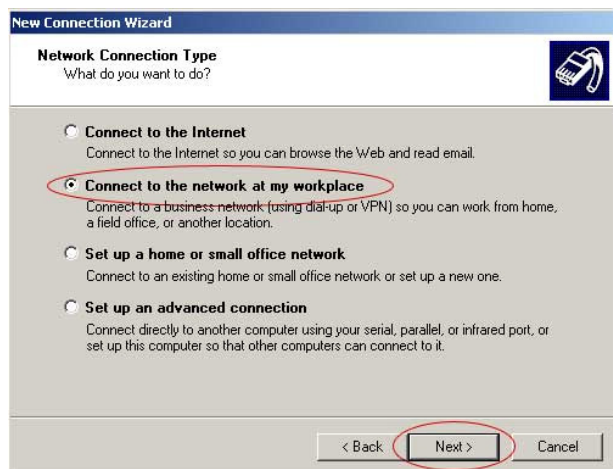 New Connection Wizard
Network Connection Type
What do you want to do?
Connect to the Internet
Connect to the Internet so you can browse the Web and read email.
Connect to the network at my workplace
Connect to a business network (using dial-up or VPN) so you can work from home,
a field office, or another location.
Set up a home or small office network
Connect to an existing home or small office network or set up a new one.
Set up an advanced connection
Connect directly to another computer using your serial, parallel, or infrared port, or
set up this computer so that other computers can connect to it.
< Back Next > Cancel